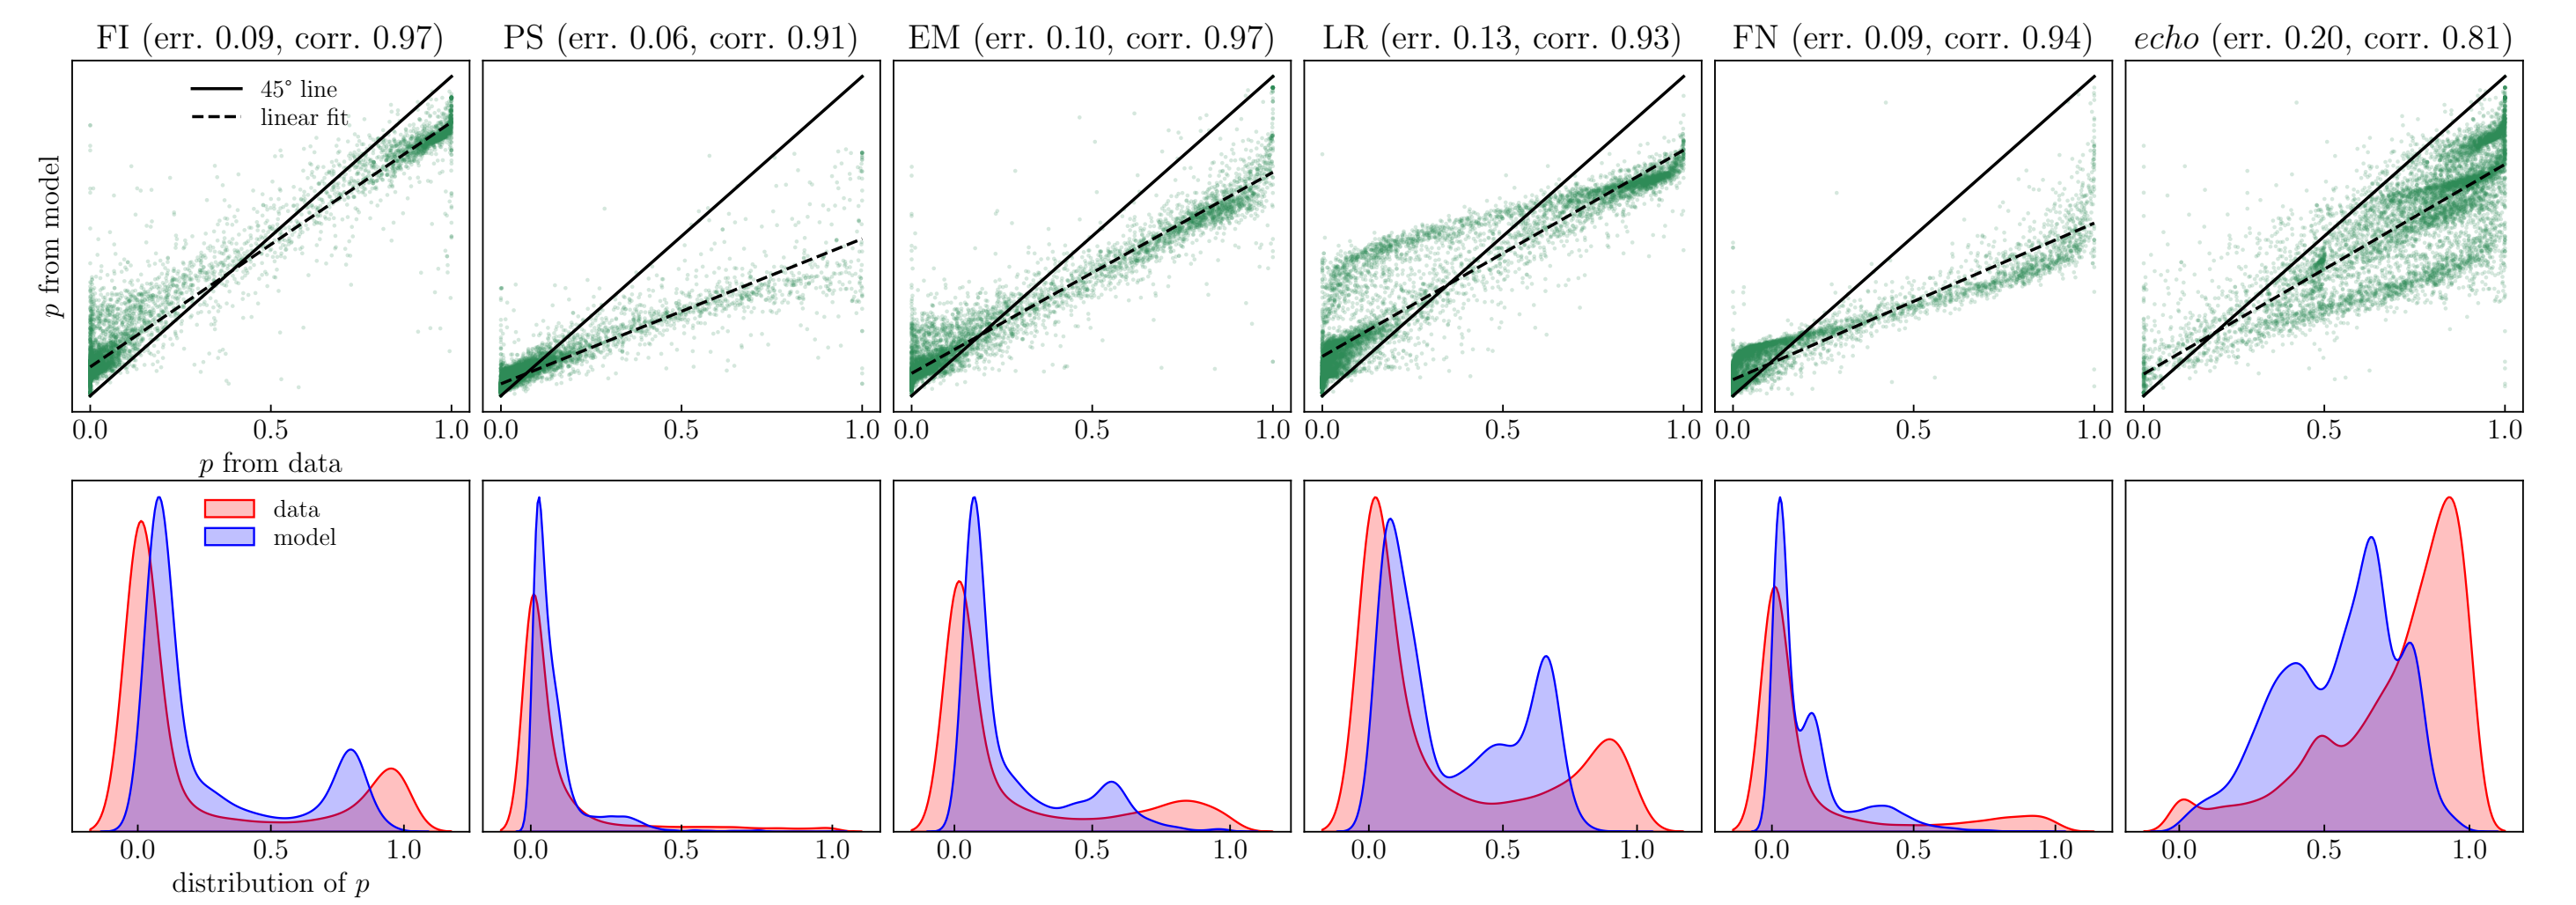 FI (err. 0.09, corr. 0.97)
PS (err. 0.06, corr. 0.91)
EM (err. 0.10, corr. 0.97)
LR (err. 0.13, corr. 0.93)
FN (err. 0.09, corr. 0.94)
echo (err. 0.20, corr. 0.81)
45° line
linear fit
p from model
0.0 0.5 1.0
0.0 0.5 1.0
0.0 0.5 1.0
0.0 0.5 1.0
0.0 0.5 1.0
0.0 0.5 1.0
p from data
data
model
0.0 0.5 1.0
0.0 0.5 1.0
0.0 0.5 1.0
0.0 0.5 1.0
0.0 0.5 1.0
0.0 0.5 1.0
distribution of p